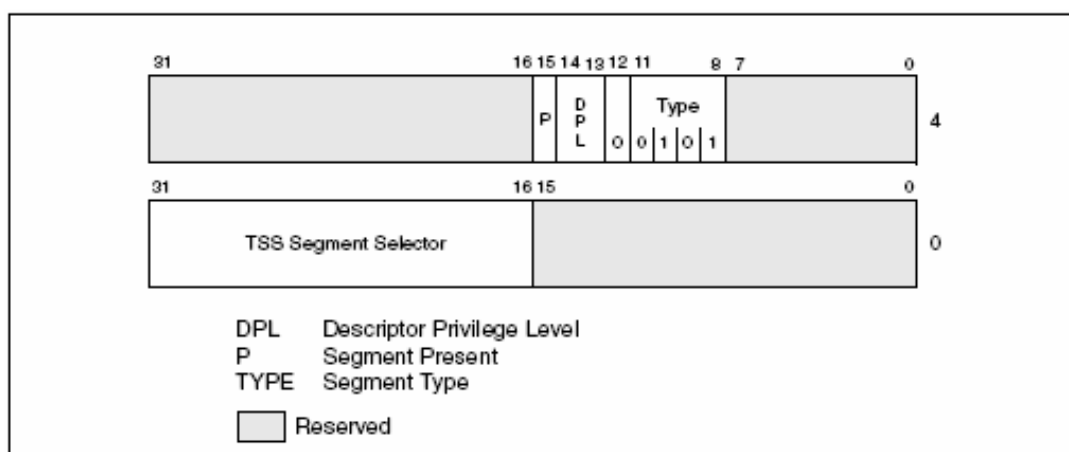 31 16 15 14 13 12 11 8 7 0
P D P L 0 Type 0 1 0 1 4
31 16 15 0
TSS Segment Selector 0
DPL Descriptor Privilege Level
P Segment Present
TYPE Segment Type
Reserved